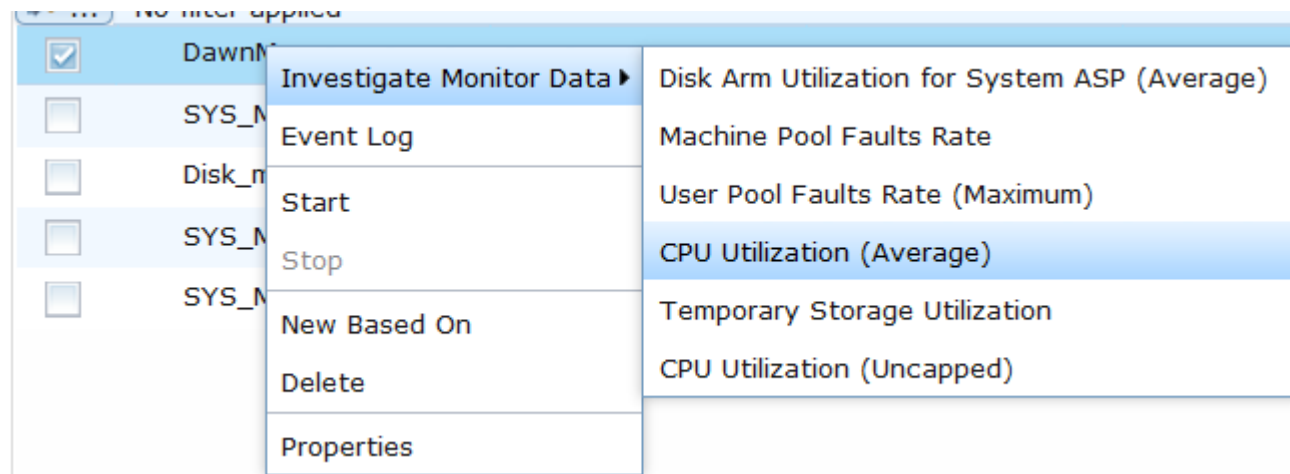 No filter applied
DawnM
SYS_M
Disk_m
SYS_M
SYS_M
Investigate Monitor Data
Event Log
Start
Stop
New Based On
Delete
Properties
Disk Arm Utilization for System ASP (Average)
Machine Pool Faults Rate
User Pool Faults Rate (Maximum)
CPU Utilization (Average)
Temporary Storage Utilization
CPU Utilization (Uncapped)